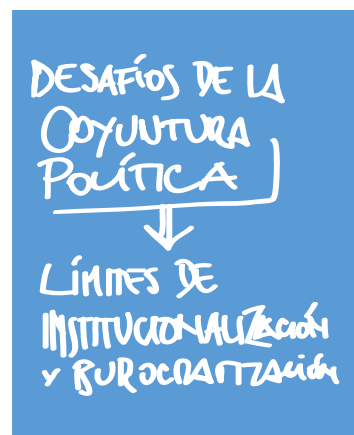 DESAFÍOS DE LA
COYUNTURA
POLÍTICA
LÍMITES DE
INSTITUCIONALIZACIÓN
Y BUROCRATIZACIÓN